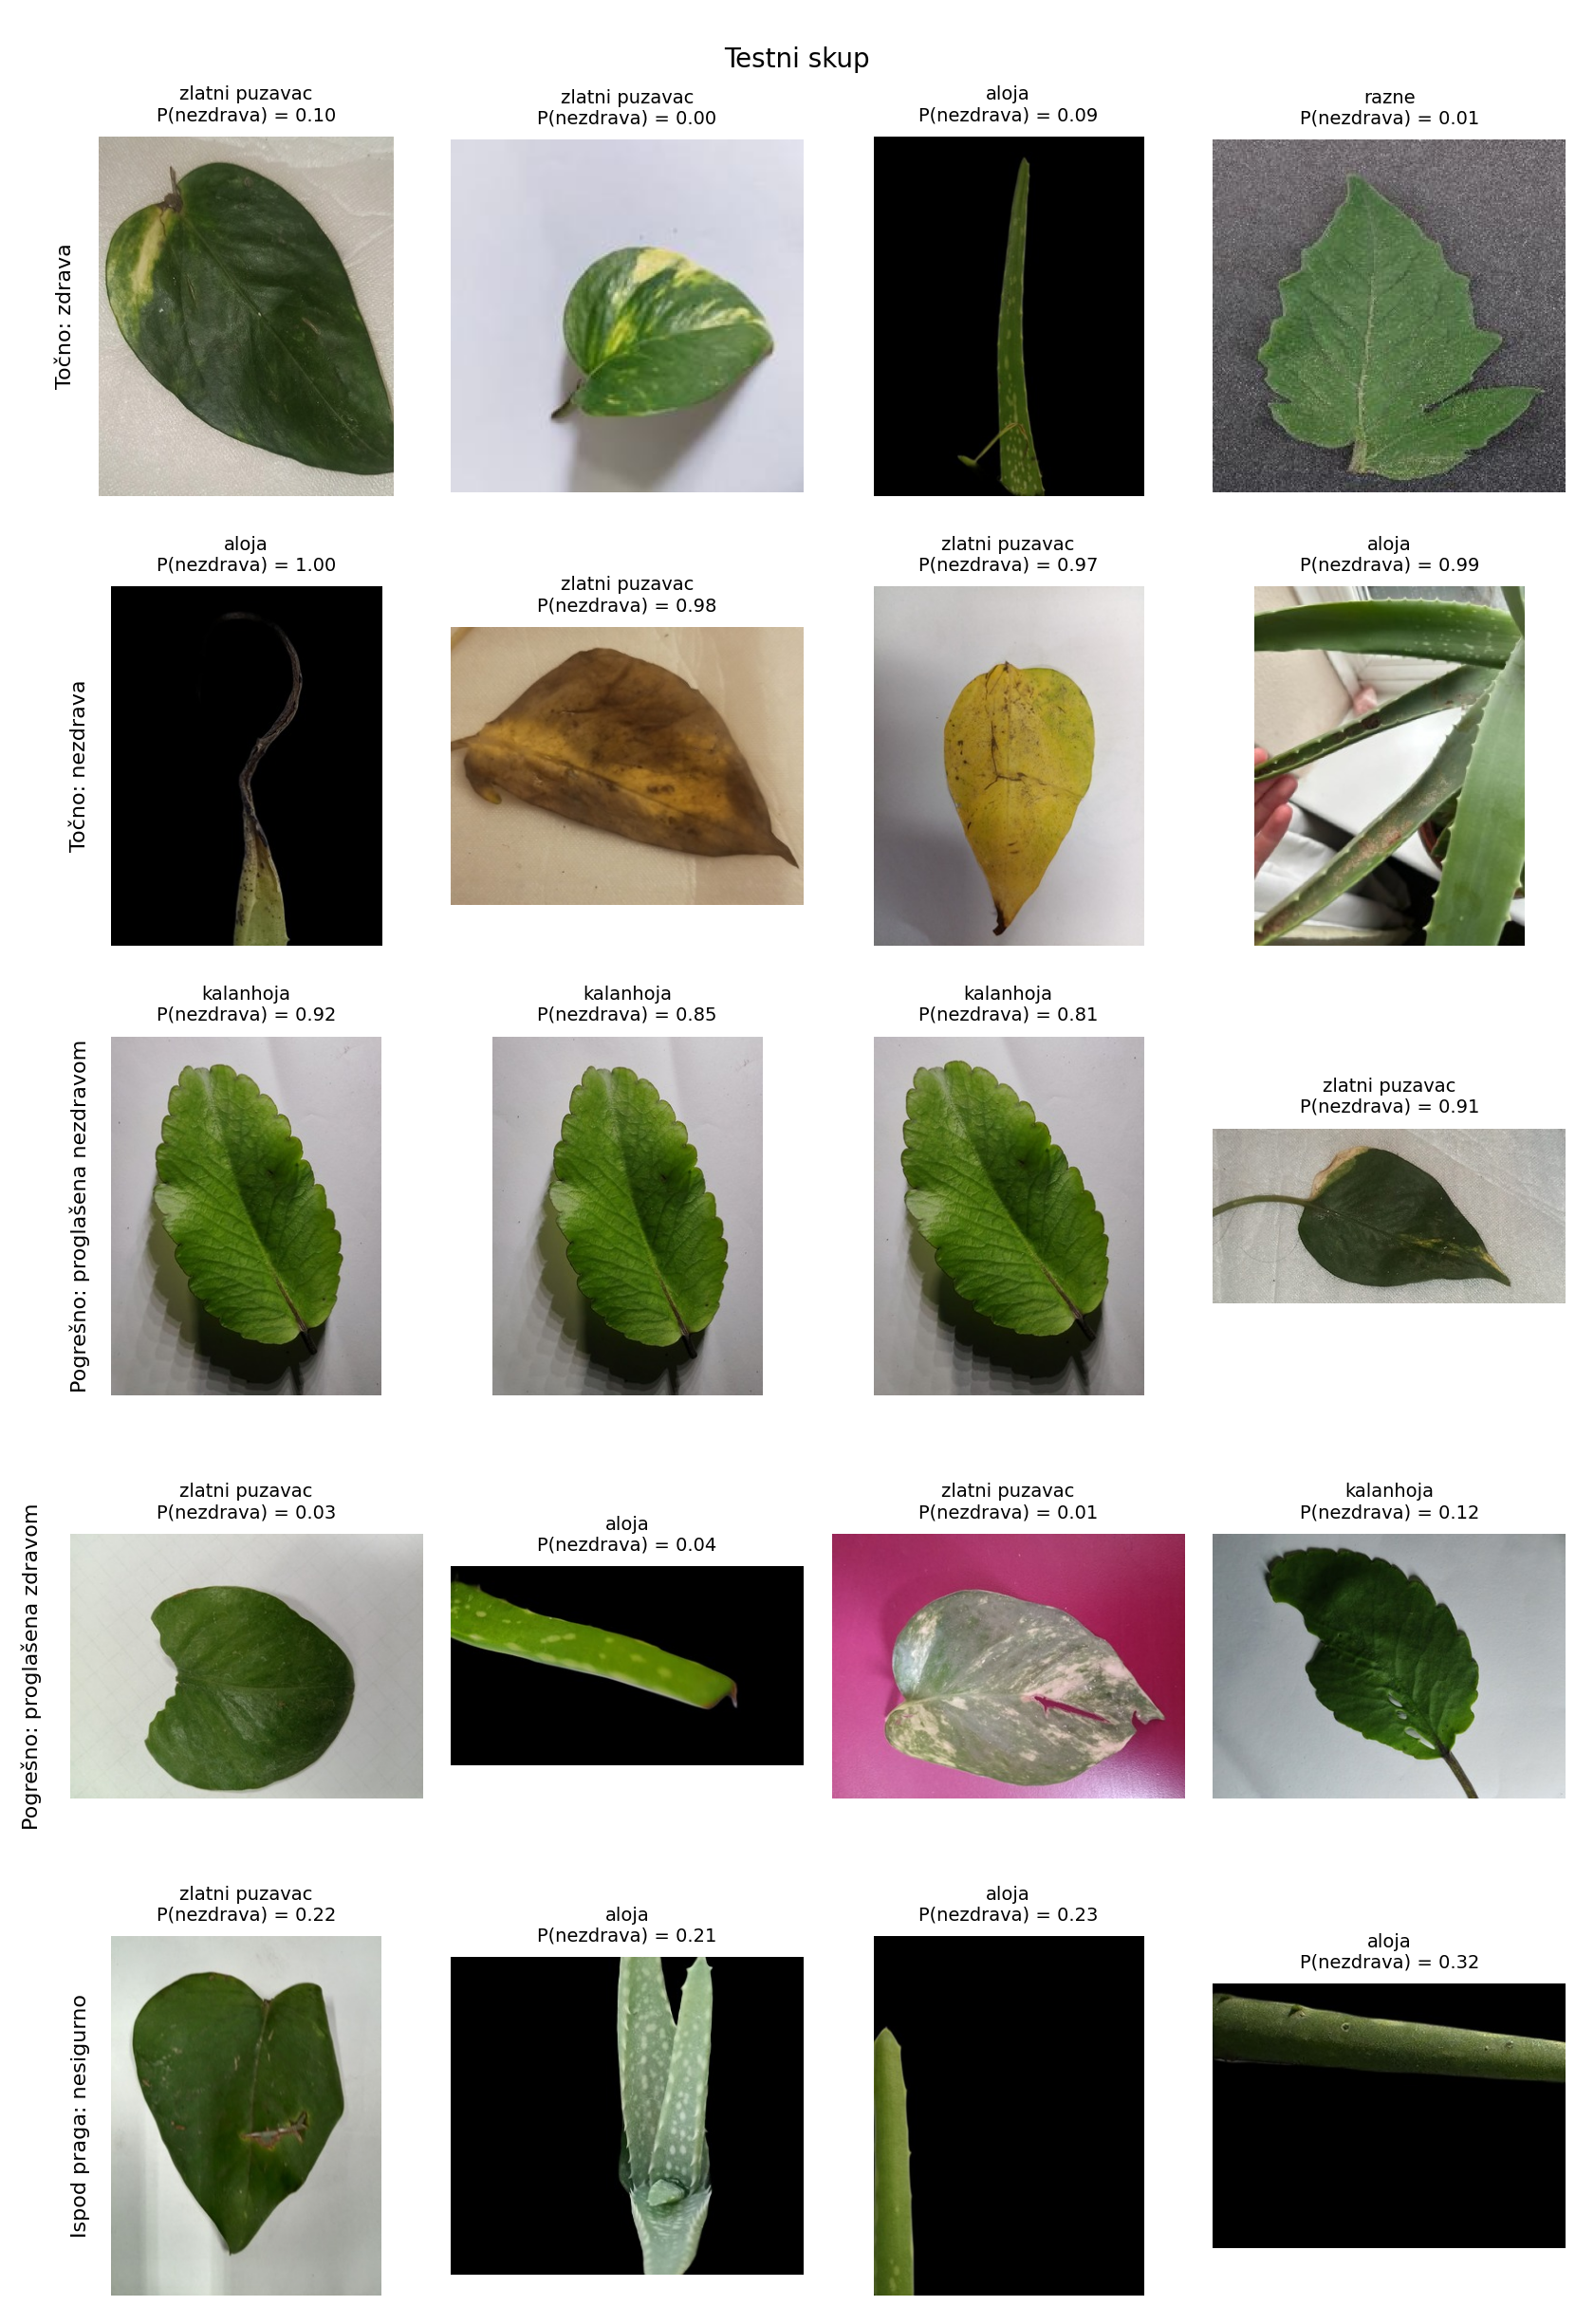 Testni skup
zlatni puzavac
P(nezdrava) = 0.10
zlatni puzavac
P(nezdrava) = 0.00
aloja
P(nezdrava) = 0.09
razne
P(nezdrava) = 0.01
Točno: zdrava
aloja
P(nezdrava) = 1.00
zlatni puzavac
P(nezdrava) = 0.98
zlatni puzavac
P(nezdrava) = 0.97
aloja
P(nezdrava) = 0.99
Točno: nezdrava
kalanhoja
P(nezdrava) = 0.92
kalanhoja
P(nezdrava) = 0.85
kalanhoja
P(nezdrava) = 0.81
zlatni puzavac
P(nezdrava) = 0.91
Pogrešno: proglašena nezdravom
zlatni puzavac
P(nezdrava) = 0.03
aloja
P(nezdrava) = 0.04
zlatni puzavac
P(nezdrava) = 0.01
kalanhoja
P(nezdrava) = 0.12
Pogrešno: proglašena zdravom
zlatni puzavac
P(nezdrava) = 0.22
aloja
P(nezdrava) = 0.21
aloja
P(nezdrava) = 0.23
aloja
P(nezdrava) = 0.32
Ispod praga: nesigurno